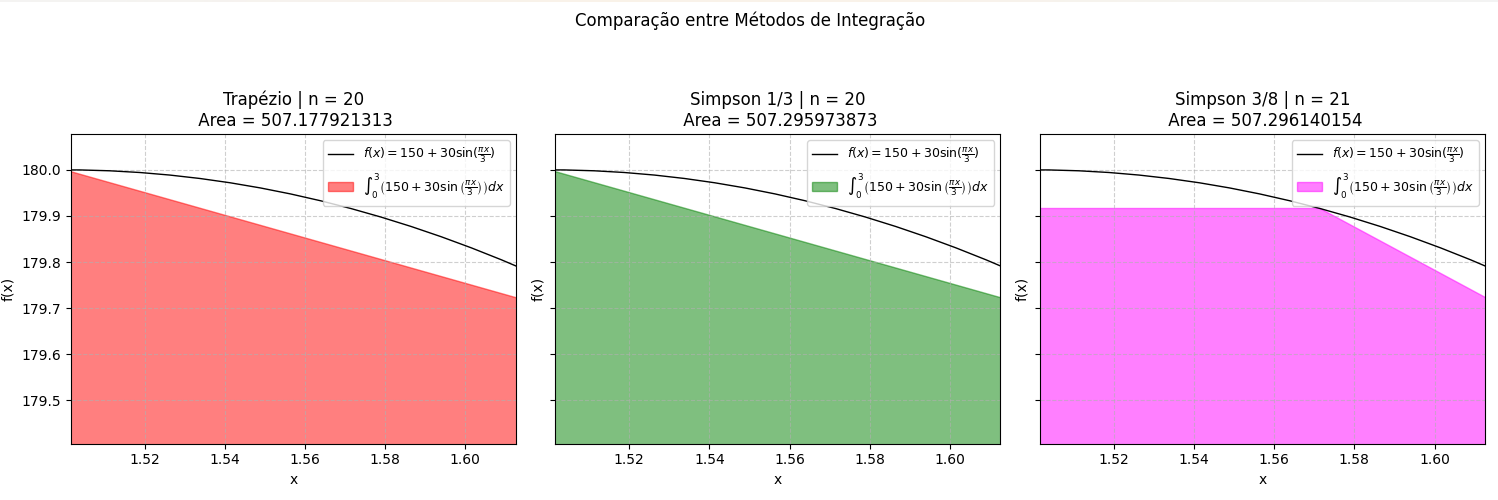 Comparação entre Métodos de Integração
Trapézio | n = 20
Area = 507.177921313
f(x) = 150 + 30sin(πx/3)
∫₀³(150 + 30sin(πx/3))dx
180.0
179.9
179.8
179.7
179.6
179.5
f(x)
1.52 1.54 1.56 1.58 1.60
x
Simpson 1/3 | n = 20
Area = 507.295973873
f(x) = 150 + 30sin(πx/3)
∫₀³(150 + 30sin(πx/3))dx
f(x)
1.52 1.54 1.56 1.58 1.60
x
Simpson 3/8 | n = 21
Area = 507.296140154
f(x) = 150 + 30sin(πx/3)
∫₀³(150 + 30sin(πx/3))dx
f(x)
1.52 1.54 1.56 1.58 1.60
x